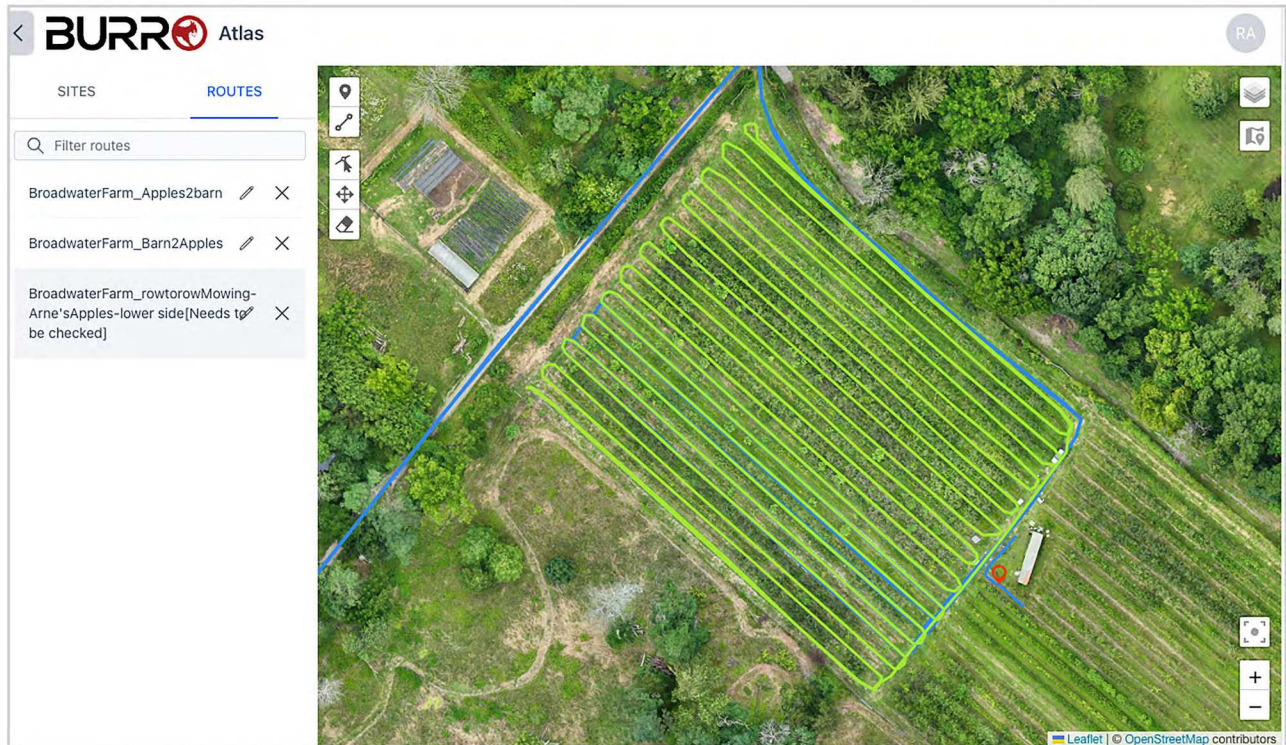 BURRO Atlas
RA
SITES
ROUTES
Filter routes
BroadwaterFarm_Apples2barn
BroadwaterFarm_Barn2Apples
BroadwaterFarm_rowtorowMowing-
Arne'sApples-lower side[Needs to
be checked]
+
−
Leaflet | © OpenStreetMap contributors